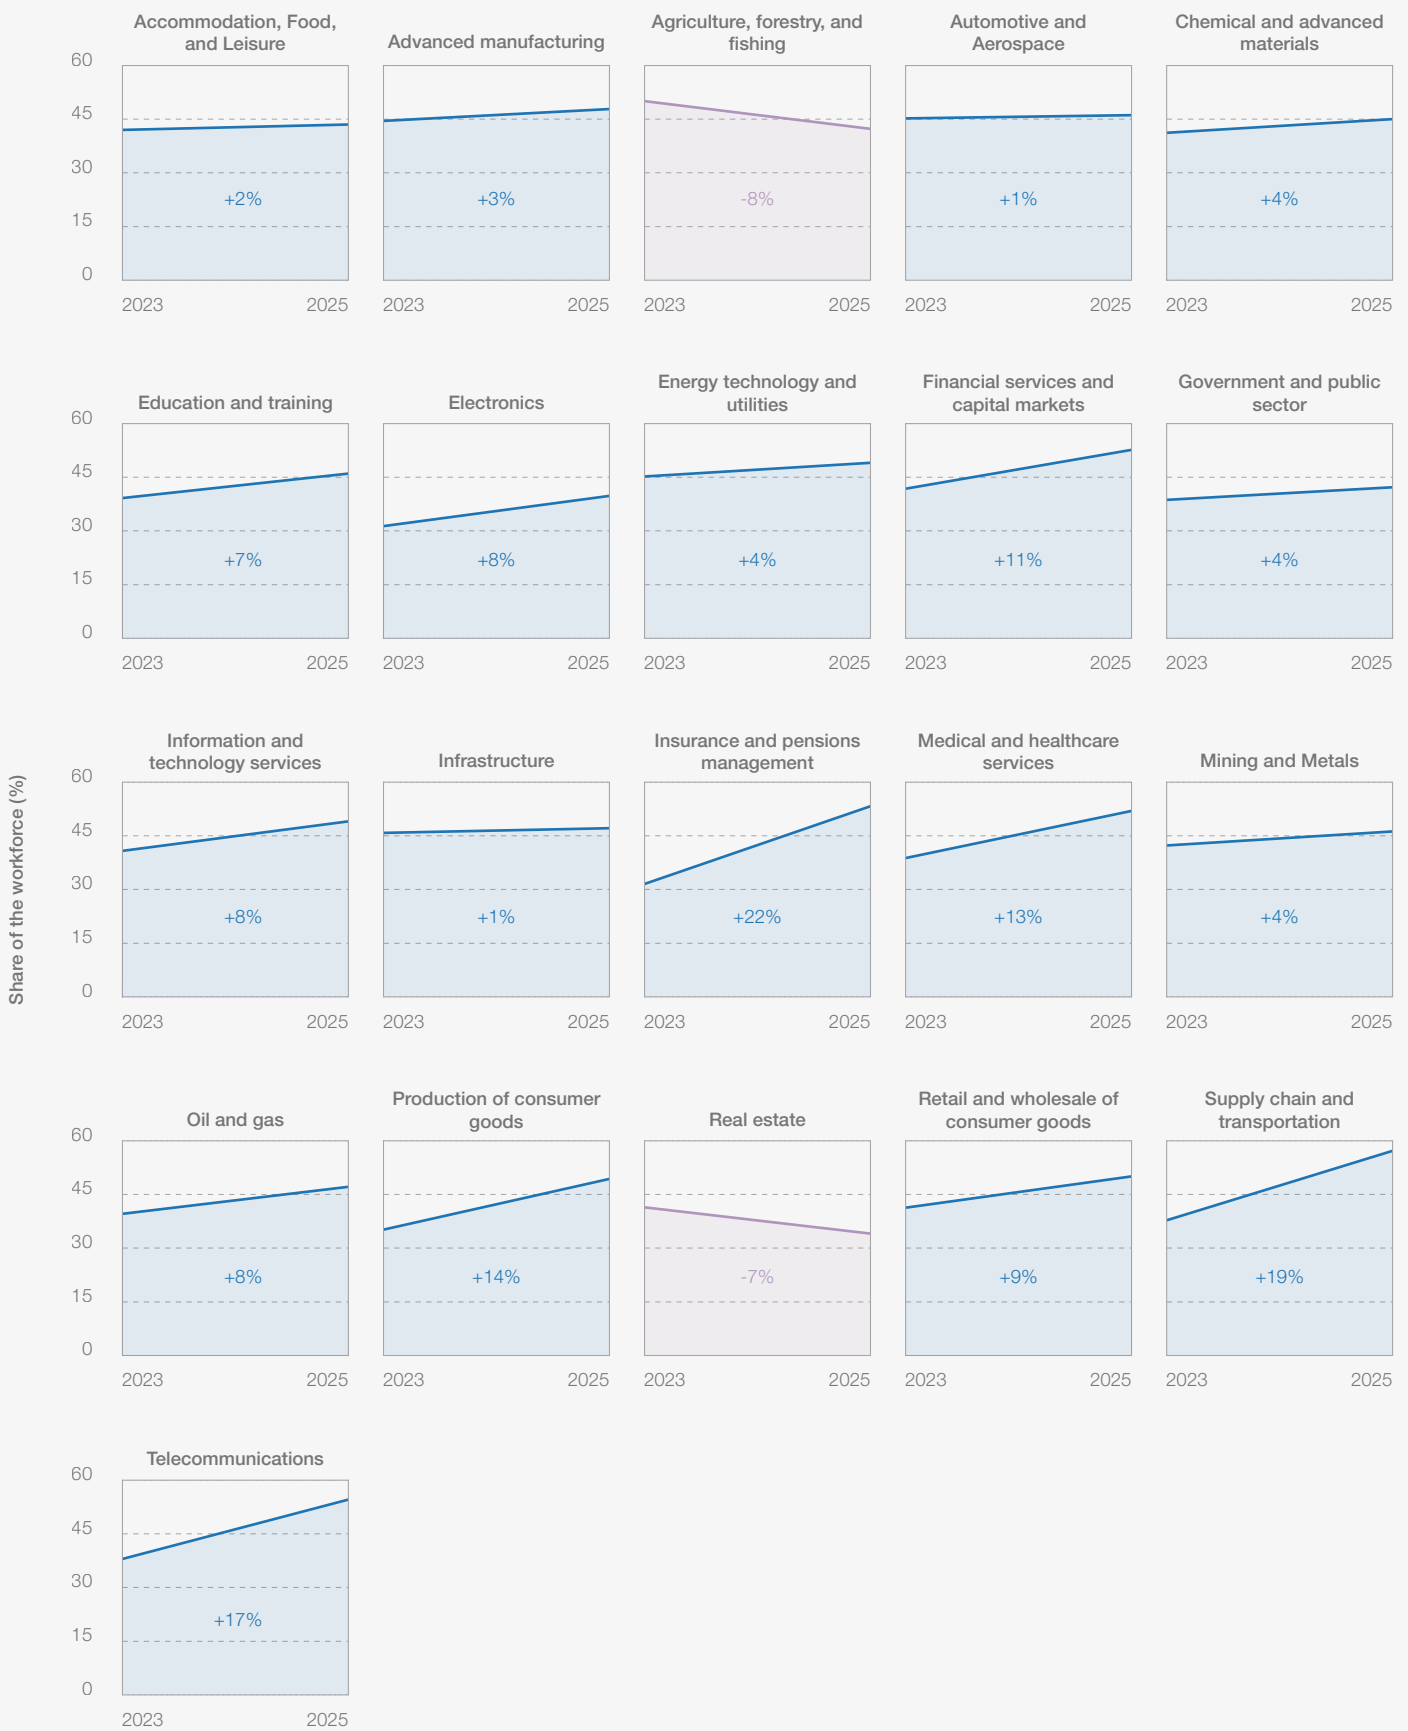 Share of the workforce (%)
Accommodation, Food,
and Leisure
60
45
30
15
0
+2%
2023
2025
Advanced manufacturing
+3%
2023
2025
Agriculture, forestry, and
fishing
-8%
2023
2025
Automotive and
Aerospace
+1%
2023
2025
Chemical and advanced
materials
+4%
2023
2025
Education and training
60
45
30
15
0
+7%
2023
2025
Electronics
+8%
2023
2025
Energy technology and
utilities
+4%
2023
2025
Financial services and
capital markets
+11%
2023
2025
Government and public
sector
+4%
2023
2025
Information and
technology services
60
45
30
15
0
+8%
2023
2025
Infrastructure
+1%
2023
2025
Insurance and pensions
management
+22%
2023
2025
Medical and healthcare
services
+13%
2023
2025
Mining and Metals
+4%
2023
2025
Oil and gas
60
45
30
15
0
+8%
2023
2025
Production of consumer
goods
+14%
2023
2025
Real estate
-7%
2023
2025
Retail and wholesale of
consumer goods
+9%
2023
2025
Supply chain and
transportation
+19%
2023
2025
Telecommunications
60
45
30
15
0
+17%
2023
2025